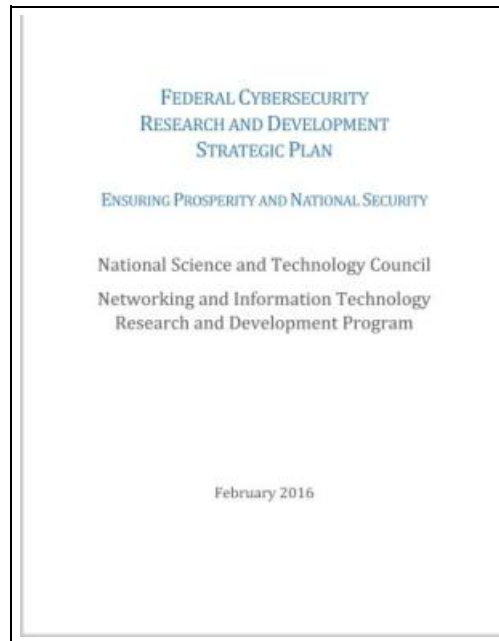 FEDERAL CYBERSECURITY
RESEARCH AND DEVELOPMENT
STRATEGIC PLAN
ENSURING PROSPERITY AND NATIONAL SECURITY
National Science and Technology Council
Networking and Information Technology
Research and Development Program
February 2016